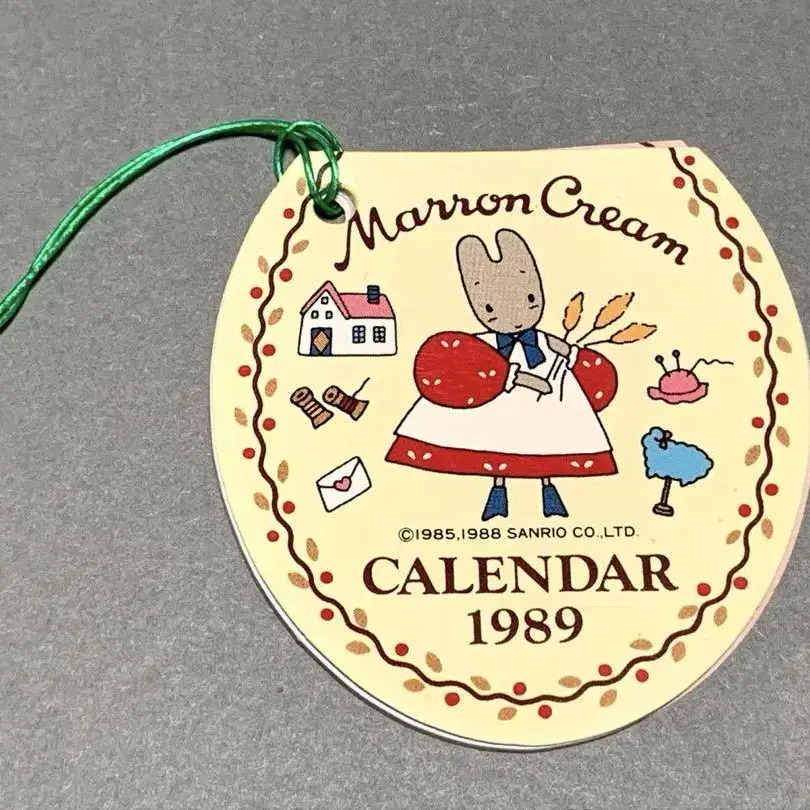 Marron Cream
©1985,1988 SANRIO CO.,LTD.
CALENDAR
1989